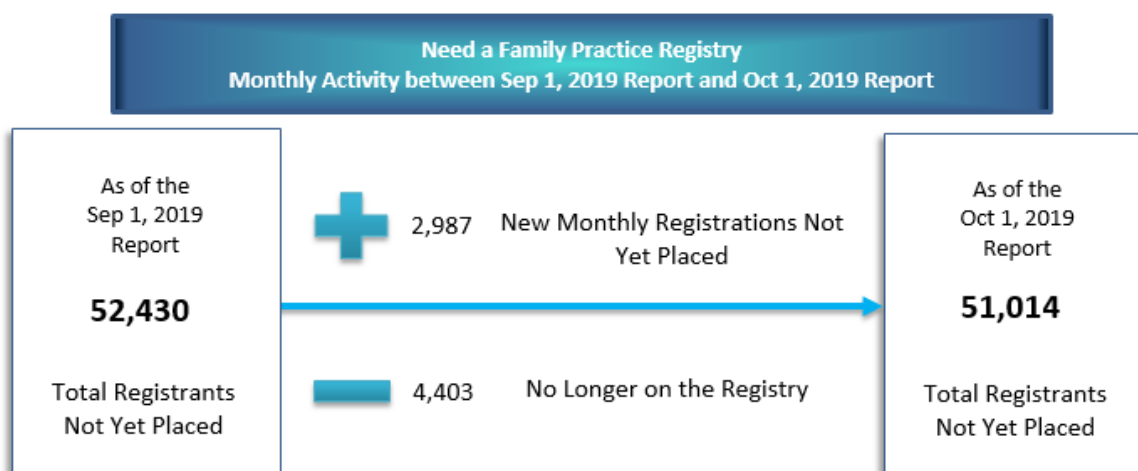 Need a Family Practice Registry
Monthly Activity between Sep 1, 2019 Report and Oct 1, 2019 Report
As of the
Sep 1, 2019
Report
52,430
Total Registrants
Not Yet Placed
2,987 New Monthly Registrations Not
Yet Placed
4,403 No Longer on the Registry
As of the
Oct 1, 2019
Report
51,014
Total Registrants
Not Yet Placed